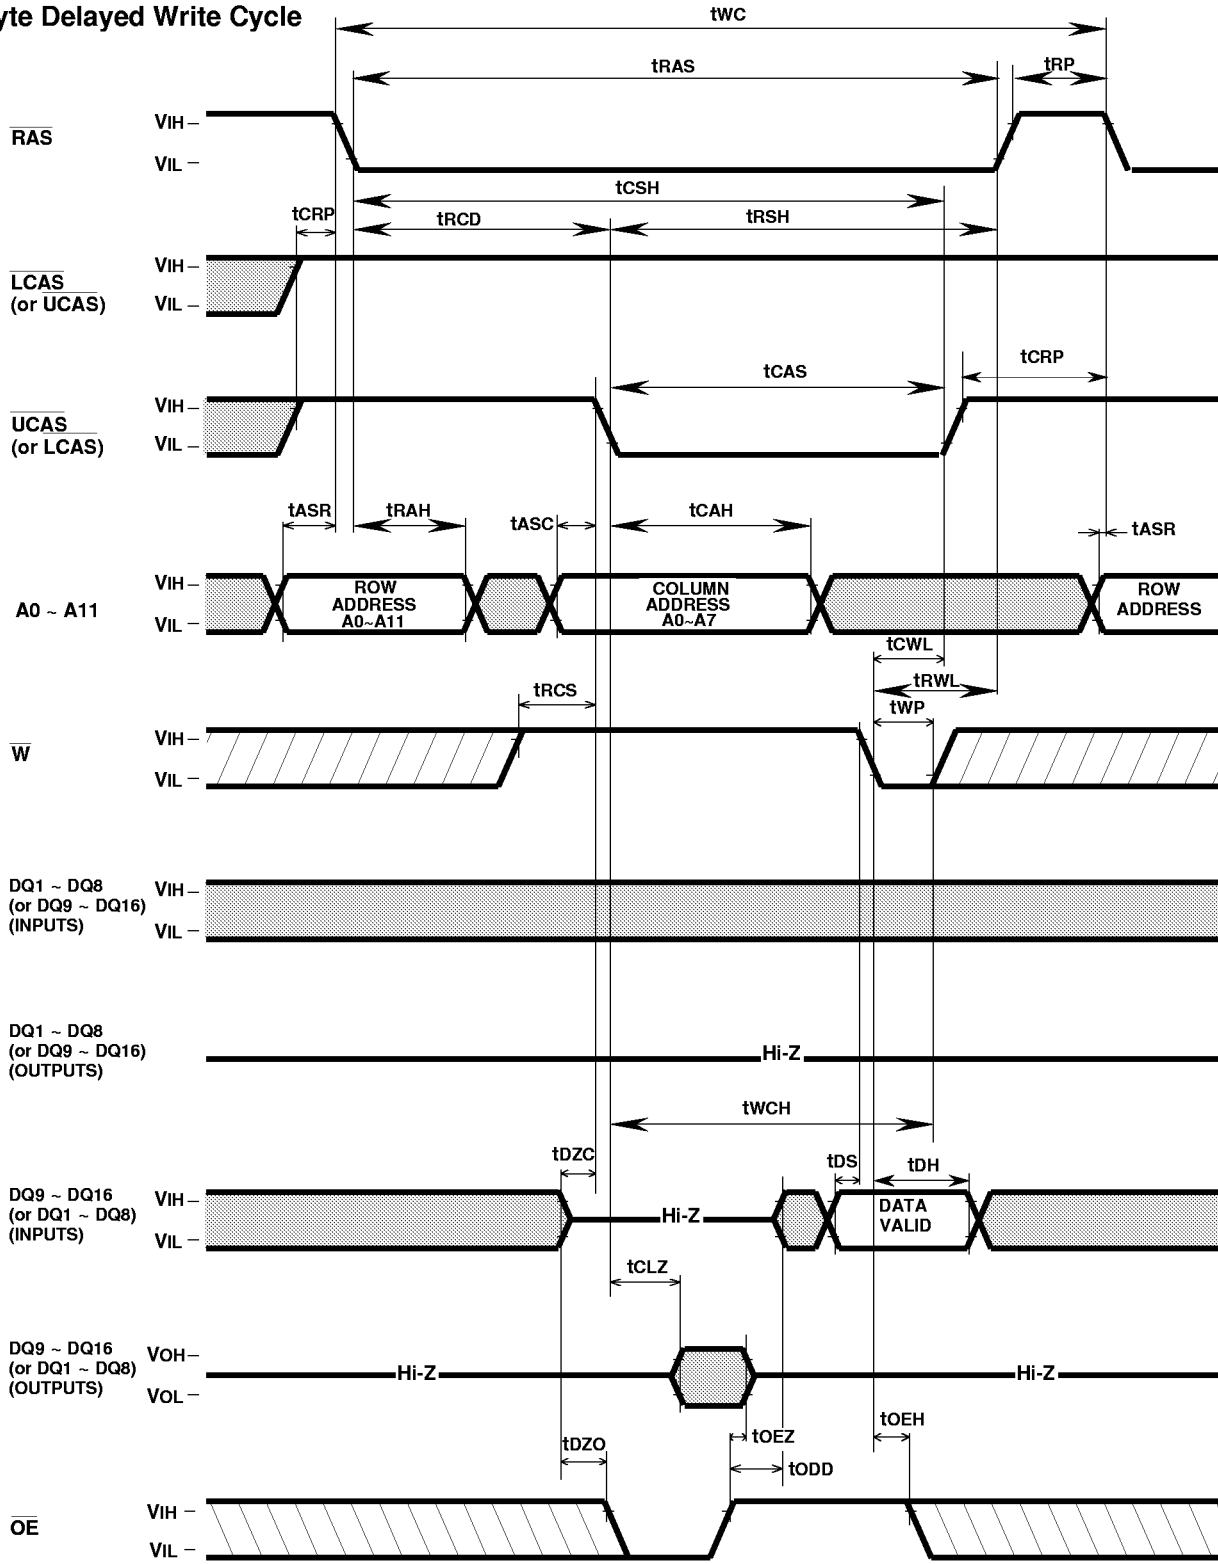 yte Delayed Write Cycle
tWC
tRAS
tRP
RAS
VIH
VIL
tCSH
tCRP
tRCD
tRSH
LCAS
(or UCAS)
VIH
VIL
tCRP
tCAS
UCAS
(or LCAS)
VIH
VIL
tASR
tRAH
tASC
tCAH
tASR
A0 ~ A11
VIH
VIL
ROW
ADDRESS
A0~A11
COLUMN
ADDRESS
A0~A7
ROW
ADDRESS
tCWL
tRWL
tRCS
tWP
W
VIH
VIL
DQ1 ~ DQ8
(or DQ9 ~ DQ16)
(INPUTS)
VIH
VIL
DQ1 ~ DQ8
(or DQ9 ~ DQ16)
(OUTPUTS)
Hi-Z
tWCH
tDZC
tDS
tDH
DQ9 ~ DQ16
(or DQ1 ~ DQ8)
(INPUTS)
VIH
VIL
Hi-Z
DATA
VALID
tCLZ
DQ9 ~ DQ16
(or DQ1 ~ DQ8)
(OUTPUTS)
VOH
VOL
Hi-Z
Hi-Z
tOEH
tDZO
tOEZ
tODD
OE
VIH
VIL